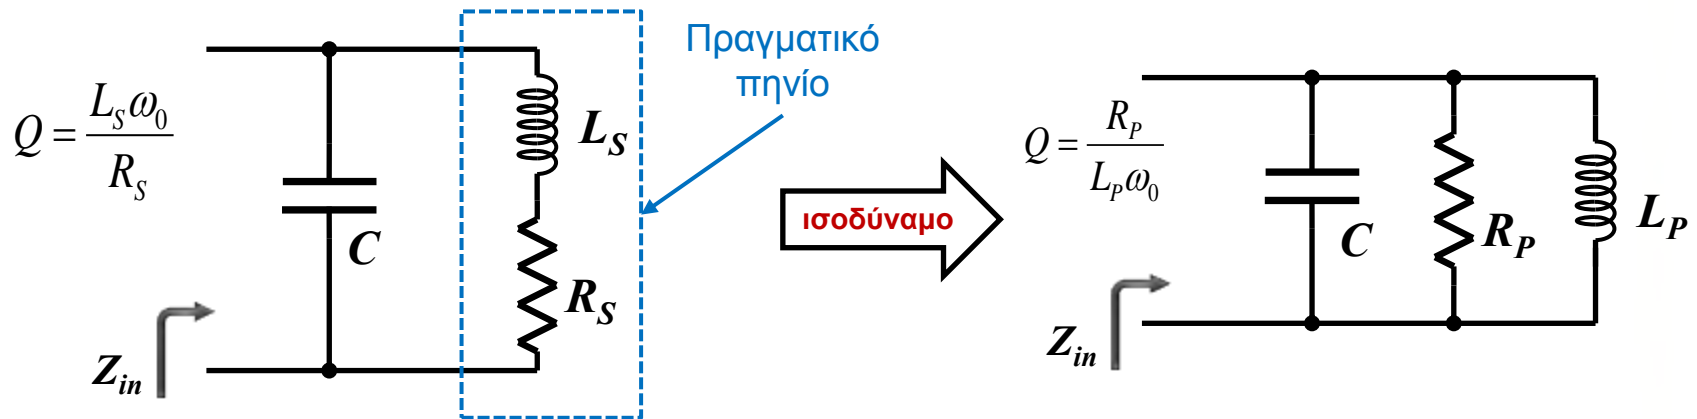 Q = L_S ω_0 / R_S
C
L_S
R_S
Z_in
Πραγματικό
πηνίο
ισοδύναμο
Q = R_P / L_P ω_0
C
R_P
L_P
Z_in